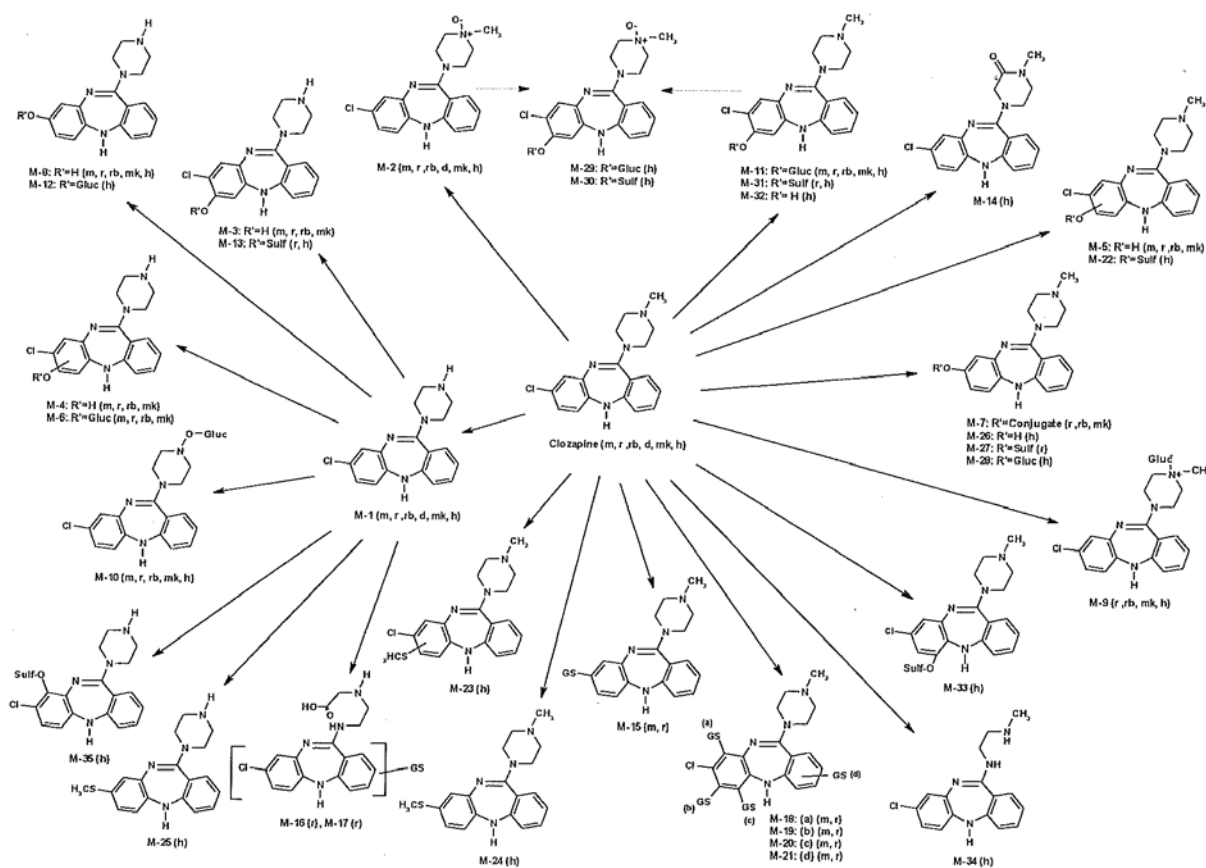 M-8: R'=H (m, r, rb, mk, h)
M-12: R'=Gluc (h)
M-3: R'=H (m, r, rb, mk)
M-13: R'=Sulf (r, h)
M-2 (m, r ,rb, d, mk, h)
M-29: R'=Gluc (h)
M-30: R'=Sulf (h)
M-11: R'=Gluc (m, r, rb, mk, h)
M-31: R'=Sulf (r, h)
M-32: R'= H (h)
M-14 (h)
M-5: R'=H (m, r ,rb, mk)
M-22: R'=Sulf (h)
M-4: R'=H (m, r, rb, mk)
M-6: R'=Gluc (m, r, rb, mk)
M-7: R'=Conjugate (r ,rb, mk)
M-26: R'=H (h)
M-27: R'=Sulf (r)
M-28: R'=Gluc (h)
Clozapine (m, r ,rb, d, mk, h)
M-1 (m, r ,rb, d, mk, h)
M-10 (m, r, rb, mk, h)
M-9 (r ,rb, mk, h)
M-23 (h)
M-15 (m, r)
M-33 (h)
M-35 (h)
M-25 (h)
M-16 (r), M-17 (r)
M-24 (h)
M-18: (a) (m, r)
M-19: (b) (m, r)
M-20: (c) (m, r)
M-21: (d) (m, r)
M-34 (h)